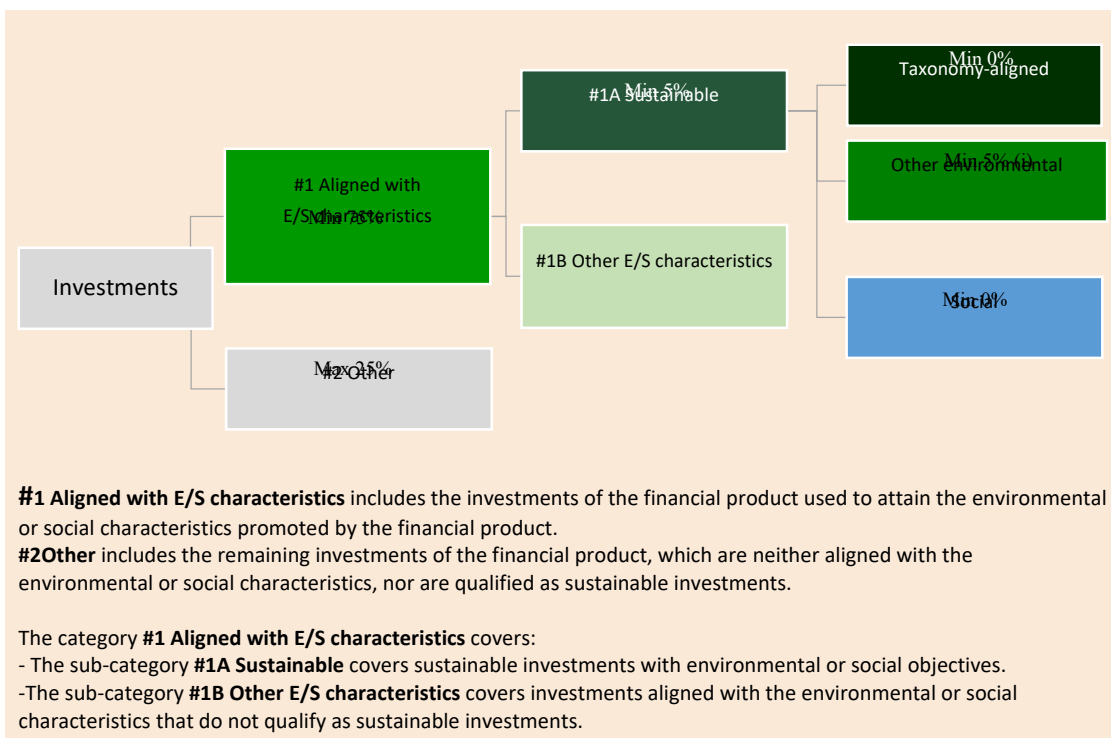 Min 0%
Taxonomy-aligned
Min 5%
#1A Sustainable
Min 5% (i)
Other environmental
#1 Aligned with
E/S characteristics
Min 75%
#1B Other E/S characteristics
Investments
Min 0%
Social
Max 25%
#2 Other
#1 Aligned with E/S characteristics includes the investments of the financial product used to attain the environmental
or social characteristics promoted by the financial product.
#2Other includes the remaining investments of the financial product, which are neither aligned with the
environmental or social characteristics, nor are qualified as sustainable investments.
The category #1 Aligned with E/S characteristics covers:
- The sub-category #1A Sustainable covers sustainable investments with environmental or social objectives.
-The sub-category #1B Other E/S characteristics covers investments aligned with the environmental or social
characteristics that do not qualify as sustainable investments.